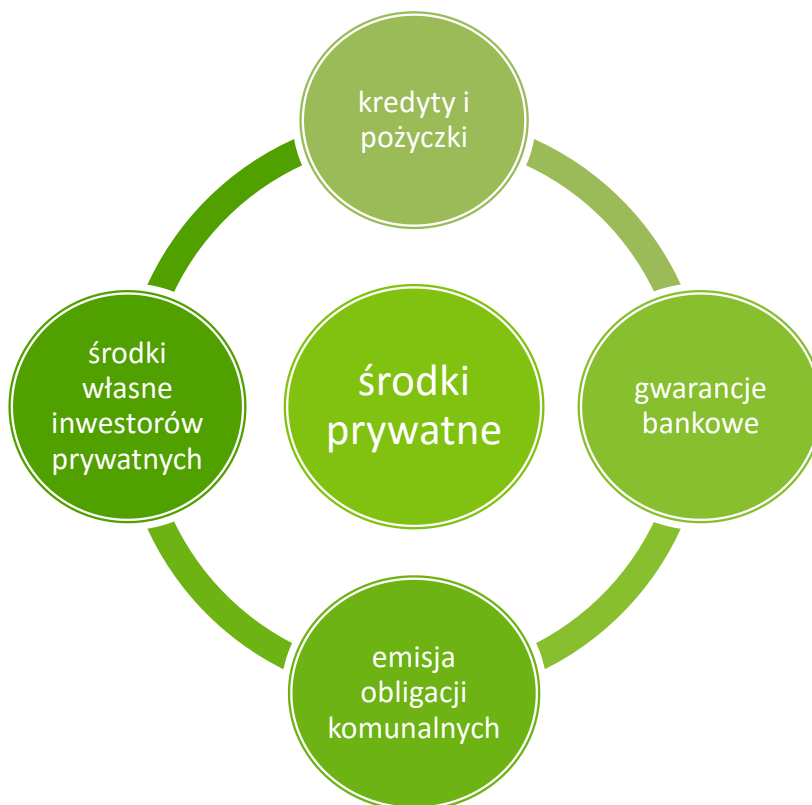 kredyty i
pożyczki
środki
własne
inwestorów
prywatnych
środki
prywatne
gwarancje
bankowe
emisja
obligacji
komunalnych